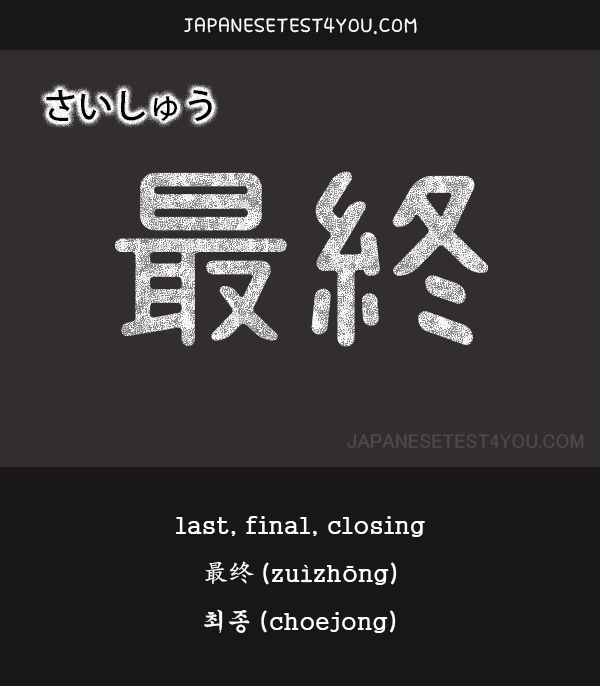 JAPANESETEST4YOU.COM
さいしゅう
最終
JAPANESETEST4YOU.COM
last, final, closing
最终 (zuìzhōng)
최종 (choejong)